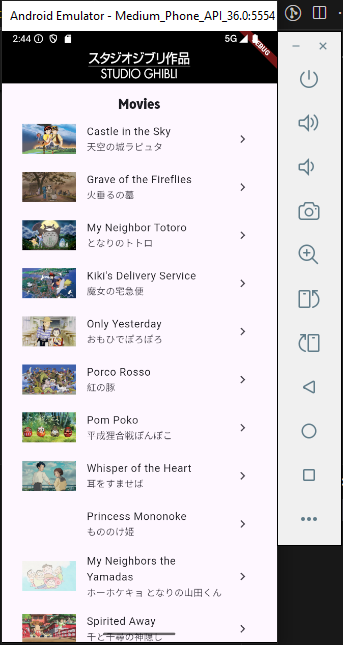 Android Emulator - Medium_Phone_API_36.0:5554
2:44
5G
DEBUG
スタジオジブリ作品
STUDIO GHIBLI
Movies
Castle in the Sky
天空の城ラピュタ
Grave of the Fireflies
火垂るの墓
My Neighbor Totoro
となりのトトロ
Kiki's Delivery Service
魔女の宅急便
Only Yesterday
おもひでぽろぽろ
Porco Rosso
紅の豚
Pom Poko
平成狸合戦ぽんぽこ
Whisper of the Heart
耳をすませば
Princess Mononoke
もののけ姫
My Neighbors the
Yamadas
ホーホケキョ となりの山田くん
Spirited Away
千と千尋の神隠し